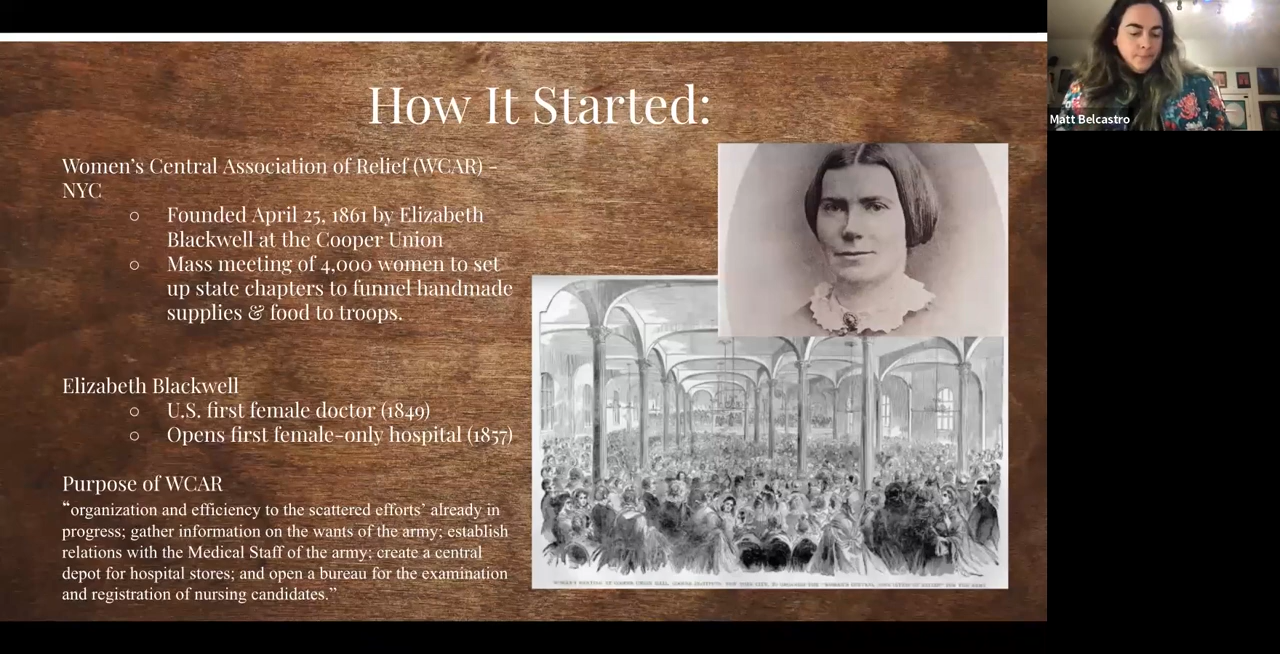 How It Started:
Women's Central Association of Relief (WCAR) -
NYC
○ Founded April 25, 1861 by Elizabeth
Blackwell at the Cooper Union
○ Mass meeting of 4,000 women to set
up state chapters to funnel handmade
supplies & food to troops.
Elizabeth Blackwell
○ U.S. first female doctor (1849)
○ Opens first female-only hospital (1857)
Purpose of WCAR
“organization and efficiency to the scattered efforts’ already in
progress; gather information on the wants of the army; establish
relations with the Medical Staff of the army; create a central
depot for hospital stores; and open a bureau for the examination
and registration of nursing candidates.”
Matt Belcastro